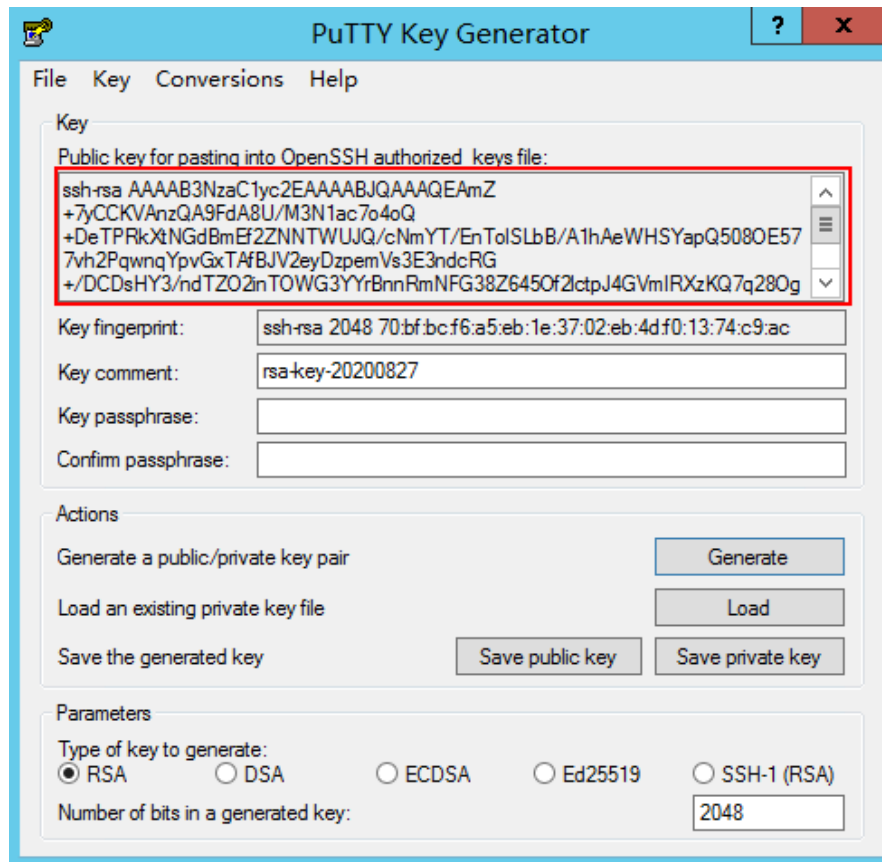 PuTTY Key Generator
? x
File Key Conversions Help
Key
Public key for pasting into OpenSSH authorized_keys file:
ssh-rsa AAAAB3NzaC1yc2EAAAABJQAAAQEAmZ
+7yCCKVAnzQA9FdA8U/M3N1ac7o4oQ
+DeTPRkXtNGdBmEf2ZNNTWUJQ/cNmYT/EnTolSLbB/A1hAeWHSYapQ508OE57
7vh2PqwnqYpvGxTAfBJV2eyDzpemVs3E3ndcRG
+/DCDsHY3/ndTZO2inTOWG3YYrBnnRmNFG38Z645Of2lctpJ4GVmlRXzKQ7q28Og
Key fingerprint: ssh-rsa 2048 70:bf:bc:f6:a5:eb:1e:37:02:eb:4d:f0:13:74:c9:ac
Key comment: rsa-key-20200827
Key passphrase:
Confirm passphrase:
Actions
Generate a public/private key pair Generate
Load an existing private key file Load
Save the generated key Save public key Save private key
Parameters
Type of key to generate:
RSA DSA ECDSA Ed25519 SSH-1 (RSA)
Number of bits in a generated key: 2048